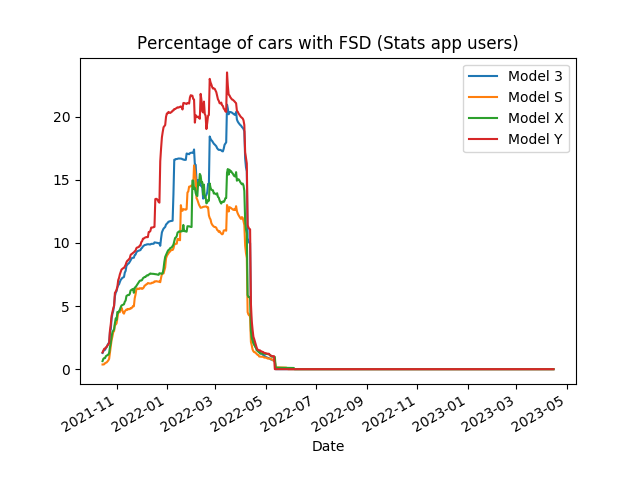 Percentage of cars with FSD (Stats app users)
Model 3
Model S
Model X
Model Y
20
15
10
5
0
2021-11
2022-01
2022-03
2022-05
2022-07
2022-09
2022-11
2023-01
2023-03
2023-05
Date